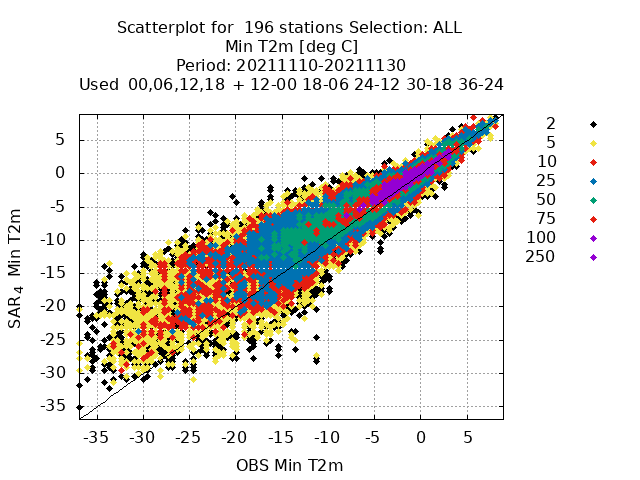 Scatterplot for  196 stations Selection: ALL
Min T2m [deg C]
Period: 20211110-20211130
Used  00,06,12,18  + 12-00 18-06 24-12 30-18 36-24
2
5
10
25
50
75
100
250
5
0
-5
-10
-15
-20
-25
-30
-35
SAR4  Min T2m
-35 -30 -25 -20 -15 -10 -5 0 5
OBS Min T2m